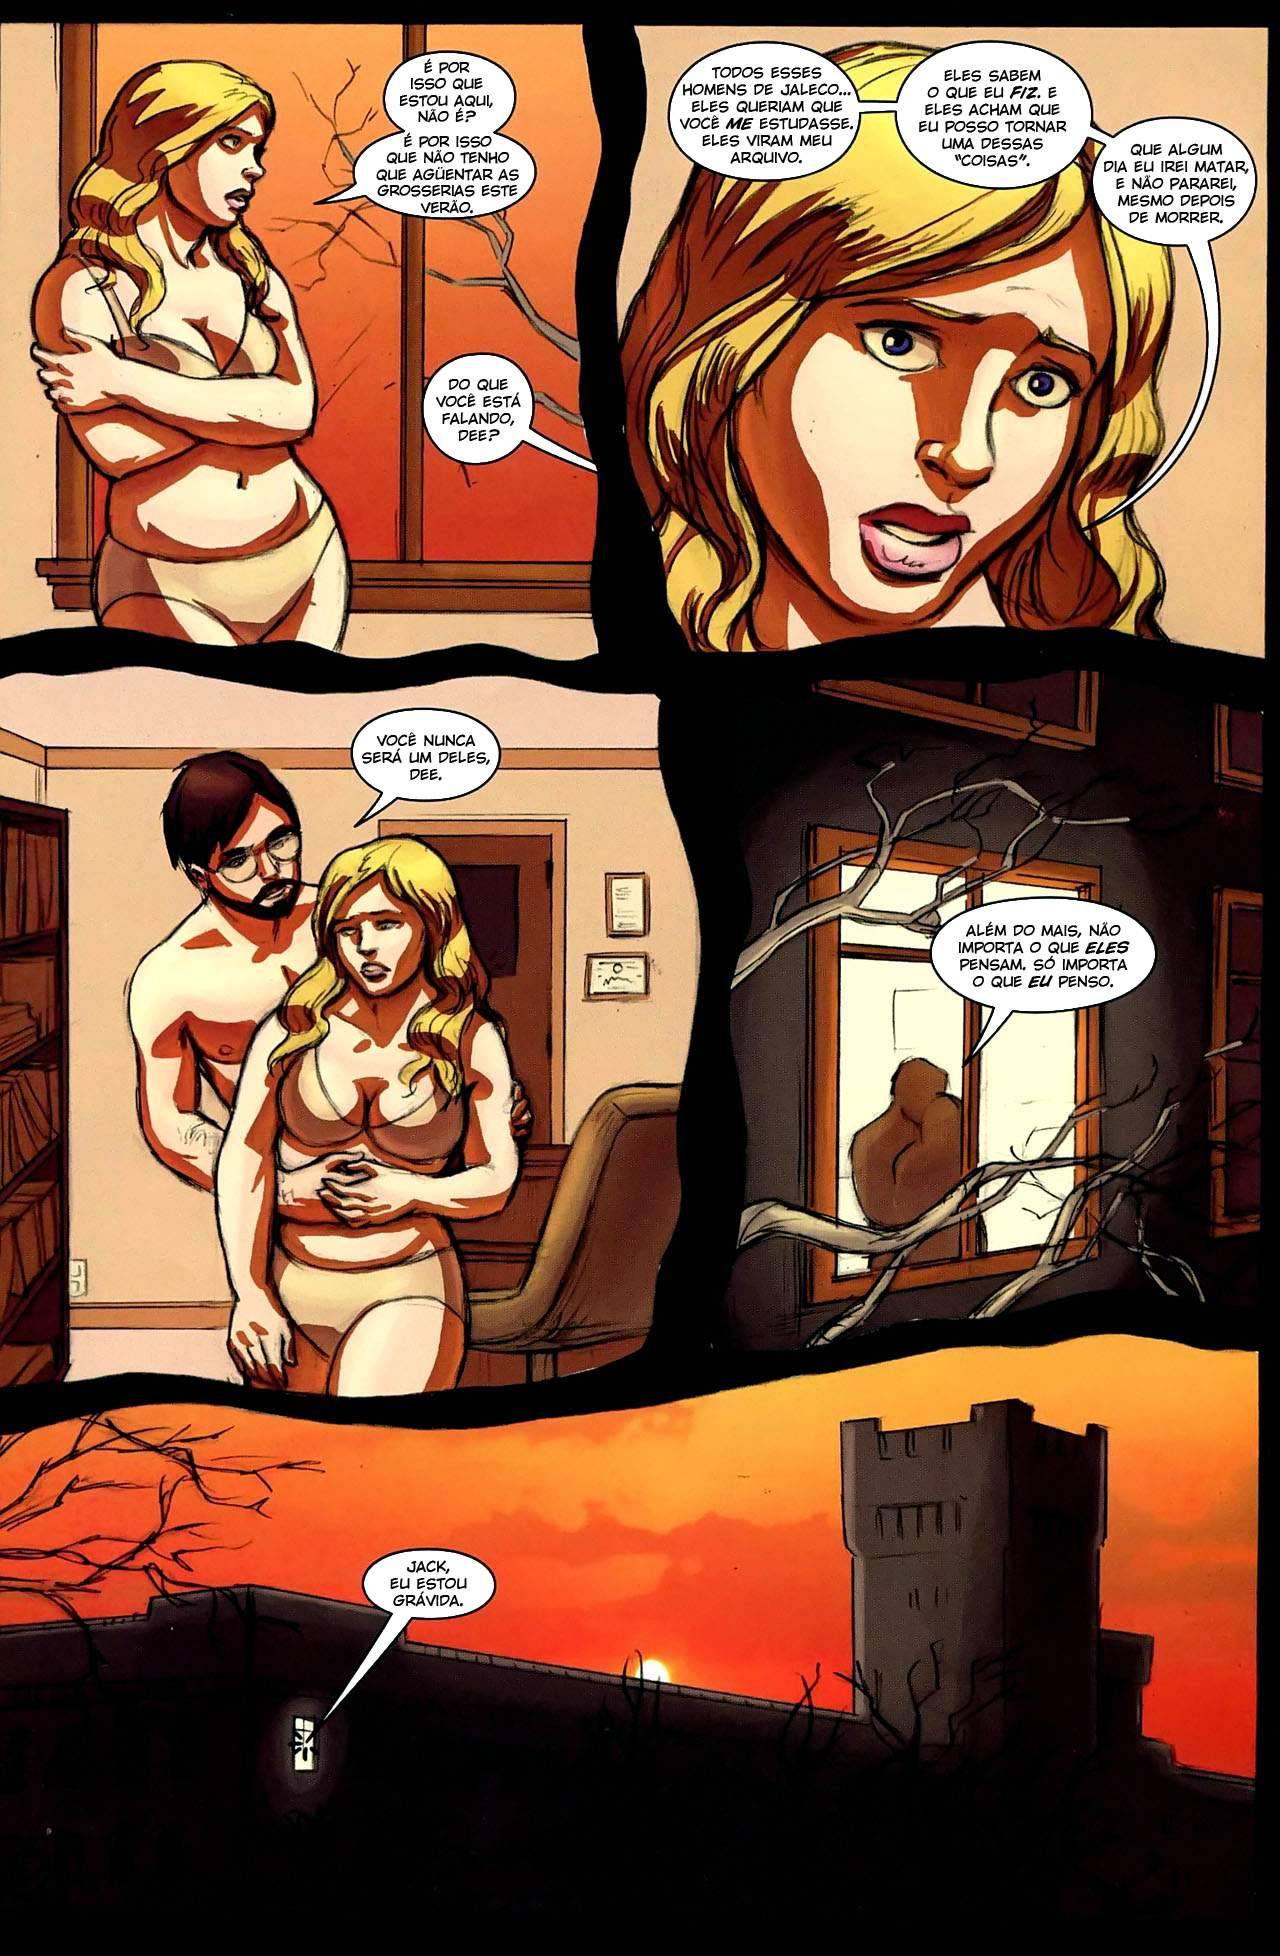 É POR
ISSO QUE
ESTOU AQUI,
NÃO É?
É POR ISSO
QUE NÃO TENHO
QUE AGÜENTAR AS
GROSSERIAS ESTE
VERÃO.
DO QUE
VOCÊ ESTÁ
FALANDO,
DEE?
TODOS ESSES
HOMENS DE JALECO...
ELES QUERIAM QUE
VOCÊ ME ESTUDASSE.
ELES VIRAM MEU
ARQUIVO.
ELES SABEM
O QUE EU FIZ. E
ELES ACHAM QUE
EU POSSO TORNAR
UMA DESSAS
"COISAS".
QUE ALGUM
DIA EU IREI MATAR,
E NÃO PARAREI,
MESMO DEPOIS
DE MORRER.
VOCÊ NUNCA
SERÁ UM DELES,
DEE.
ALÉM DO MAIS, NÃO
IMPORTA O QUE ELES
PENSAM. SÓ IMPORTA
O QUE EU PENSO.
JACK,
EU ESTOU
GRÁVIDA.